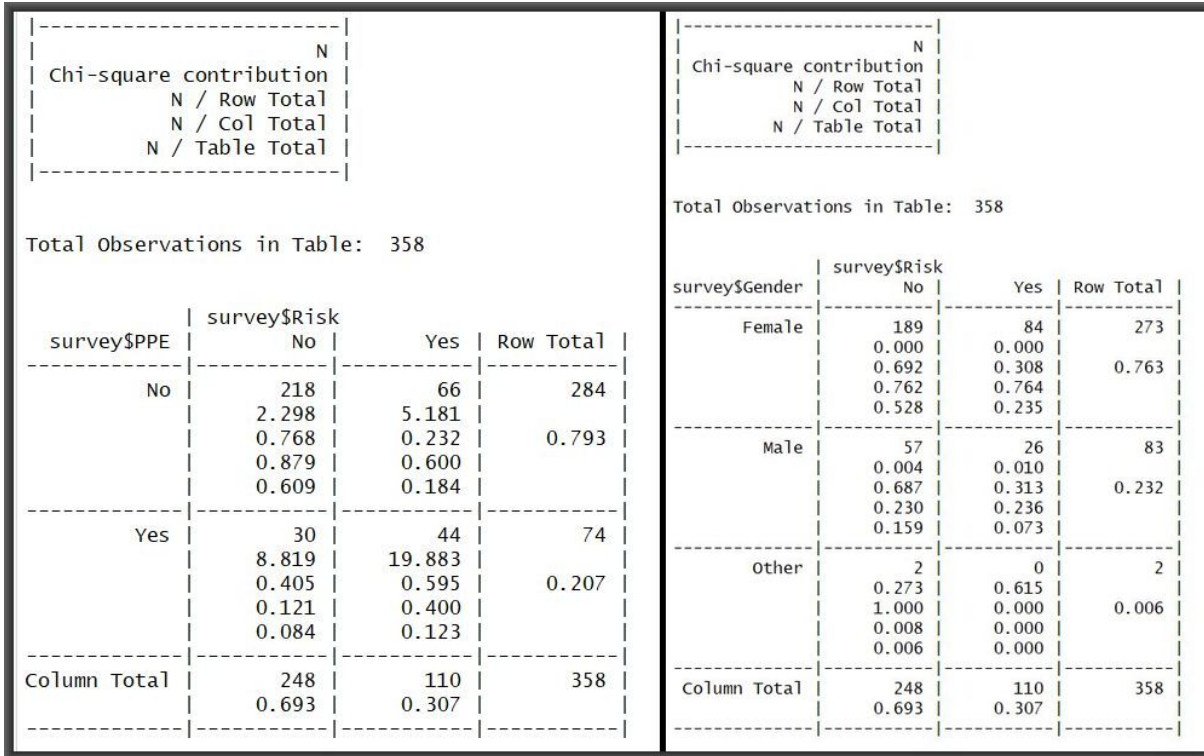 |-------------------------|
| N |
| Chi-square contribution |
| N / Row Total |
| N / Col Total |
| N / Table Total |
|-------------------------|
Total Observations in Table: 358
| survey$Risk
survey$PPE | No | Yes | Row Total |
-------------|-----------|-----------|-----------|
No | 218 | 66 | 284 |
| 2.298 | 5.181 | |
| 0.768 | 0.232 | 0.793 |
| 0.879 | 0.600 | |
| 0.609 | 0.184 | |
-------------|-----------|-----------|-----------|
Yes | 30 | 44 | 74 |
| 8.819 | 19.883 | |
| 0.405 | 0.595 | 0.207 |
| 0.121 | 0.400 | |
| 0.084 | 0.123 | |
-------------|-----------|-----------|-----------|
Column Total | 248 | 110 | 358 |
| 0.693 | 0.307 | |
-------------|-----------|-----------|-----------|
|-------------------------|
| N |
| Chi-square contribution |
| N / Row Total |
| N / Col Total |
| N / Table Total |
|-------------------------|
Total Observations in Table: 358
| survey$Risk
survey$Gender | No | Yes | Row Total |
--------------|-----------|-----------|-----------|
Female | 189 | 84 | 273 |
| 0.000 | 0.000 | |
| 0.692 | 0.308 | 0.763 |
| 0.762 | 0.764 | |
| 0.528 | 0.235 | |
--------------|-----------|-----------|-----------|
Male | 57 | 26 | 83 |
| 0.004 | 0.010 | |
| 0.687 | 0.313 | 0.232 |
| 0.230 | 0.236 | |
| 0.159 | 0.073 | |
--------------|-----------|-----------|-----------|
Other | 2 | 0 | 2 |
| 0.273 | 0.615 | |
| 1.000 | 0.000 | 0.006 |
| 0.008 | 0.000 | |
| 0.006 | 0.000 | |
--------------|-----------|-----------|-----------|
Column Total | 248 | 110 | 358 |
| 0.693 | 0.307 | |
--------------|-----------|-----------|-----------|